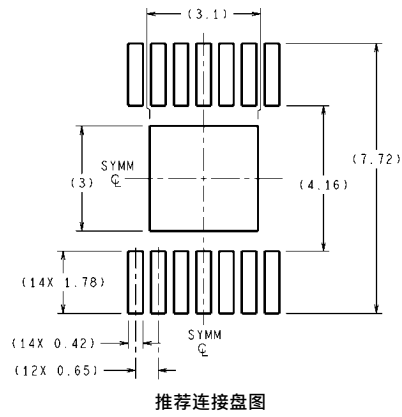 (3.1)
(7.72)
SYMM
℄
(3)
(4.16)
(14X 1.78)
(14X 0.42)
SYMM
℄
(12X 0.65)
推荐连接盘图